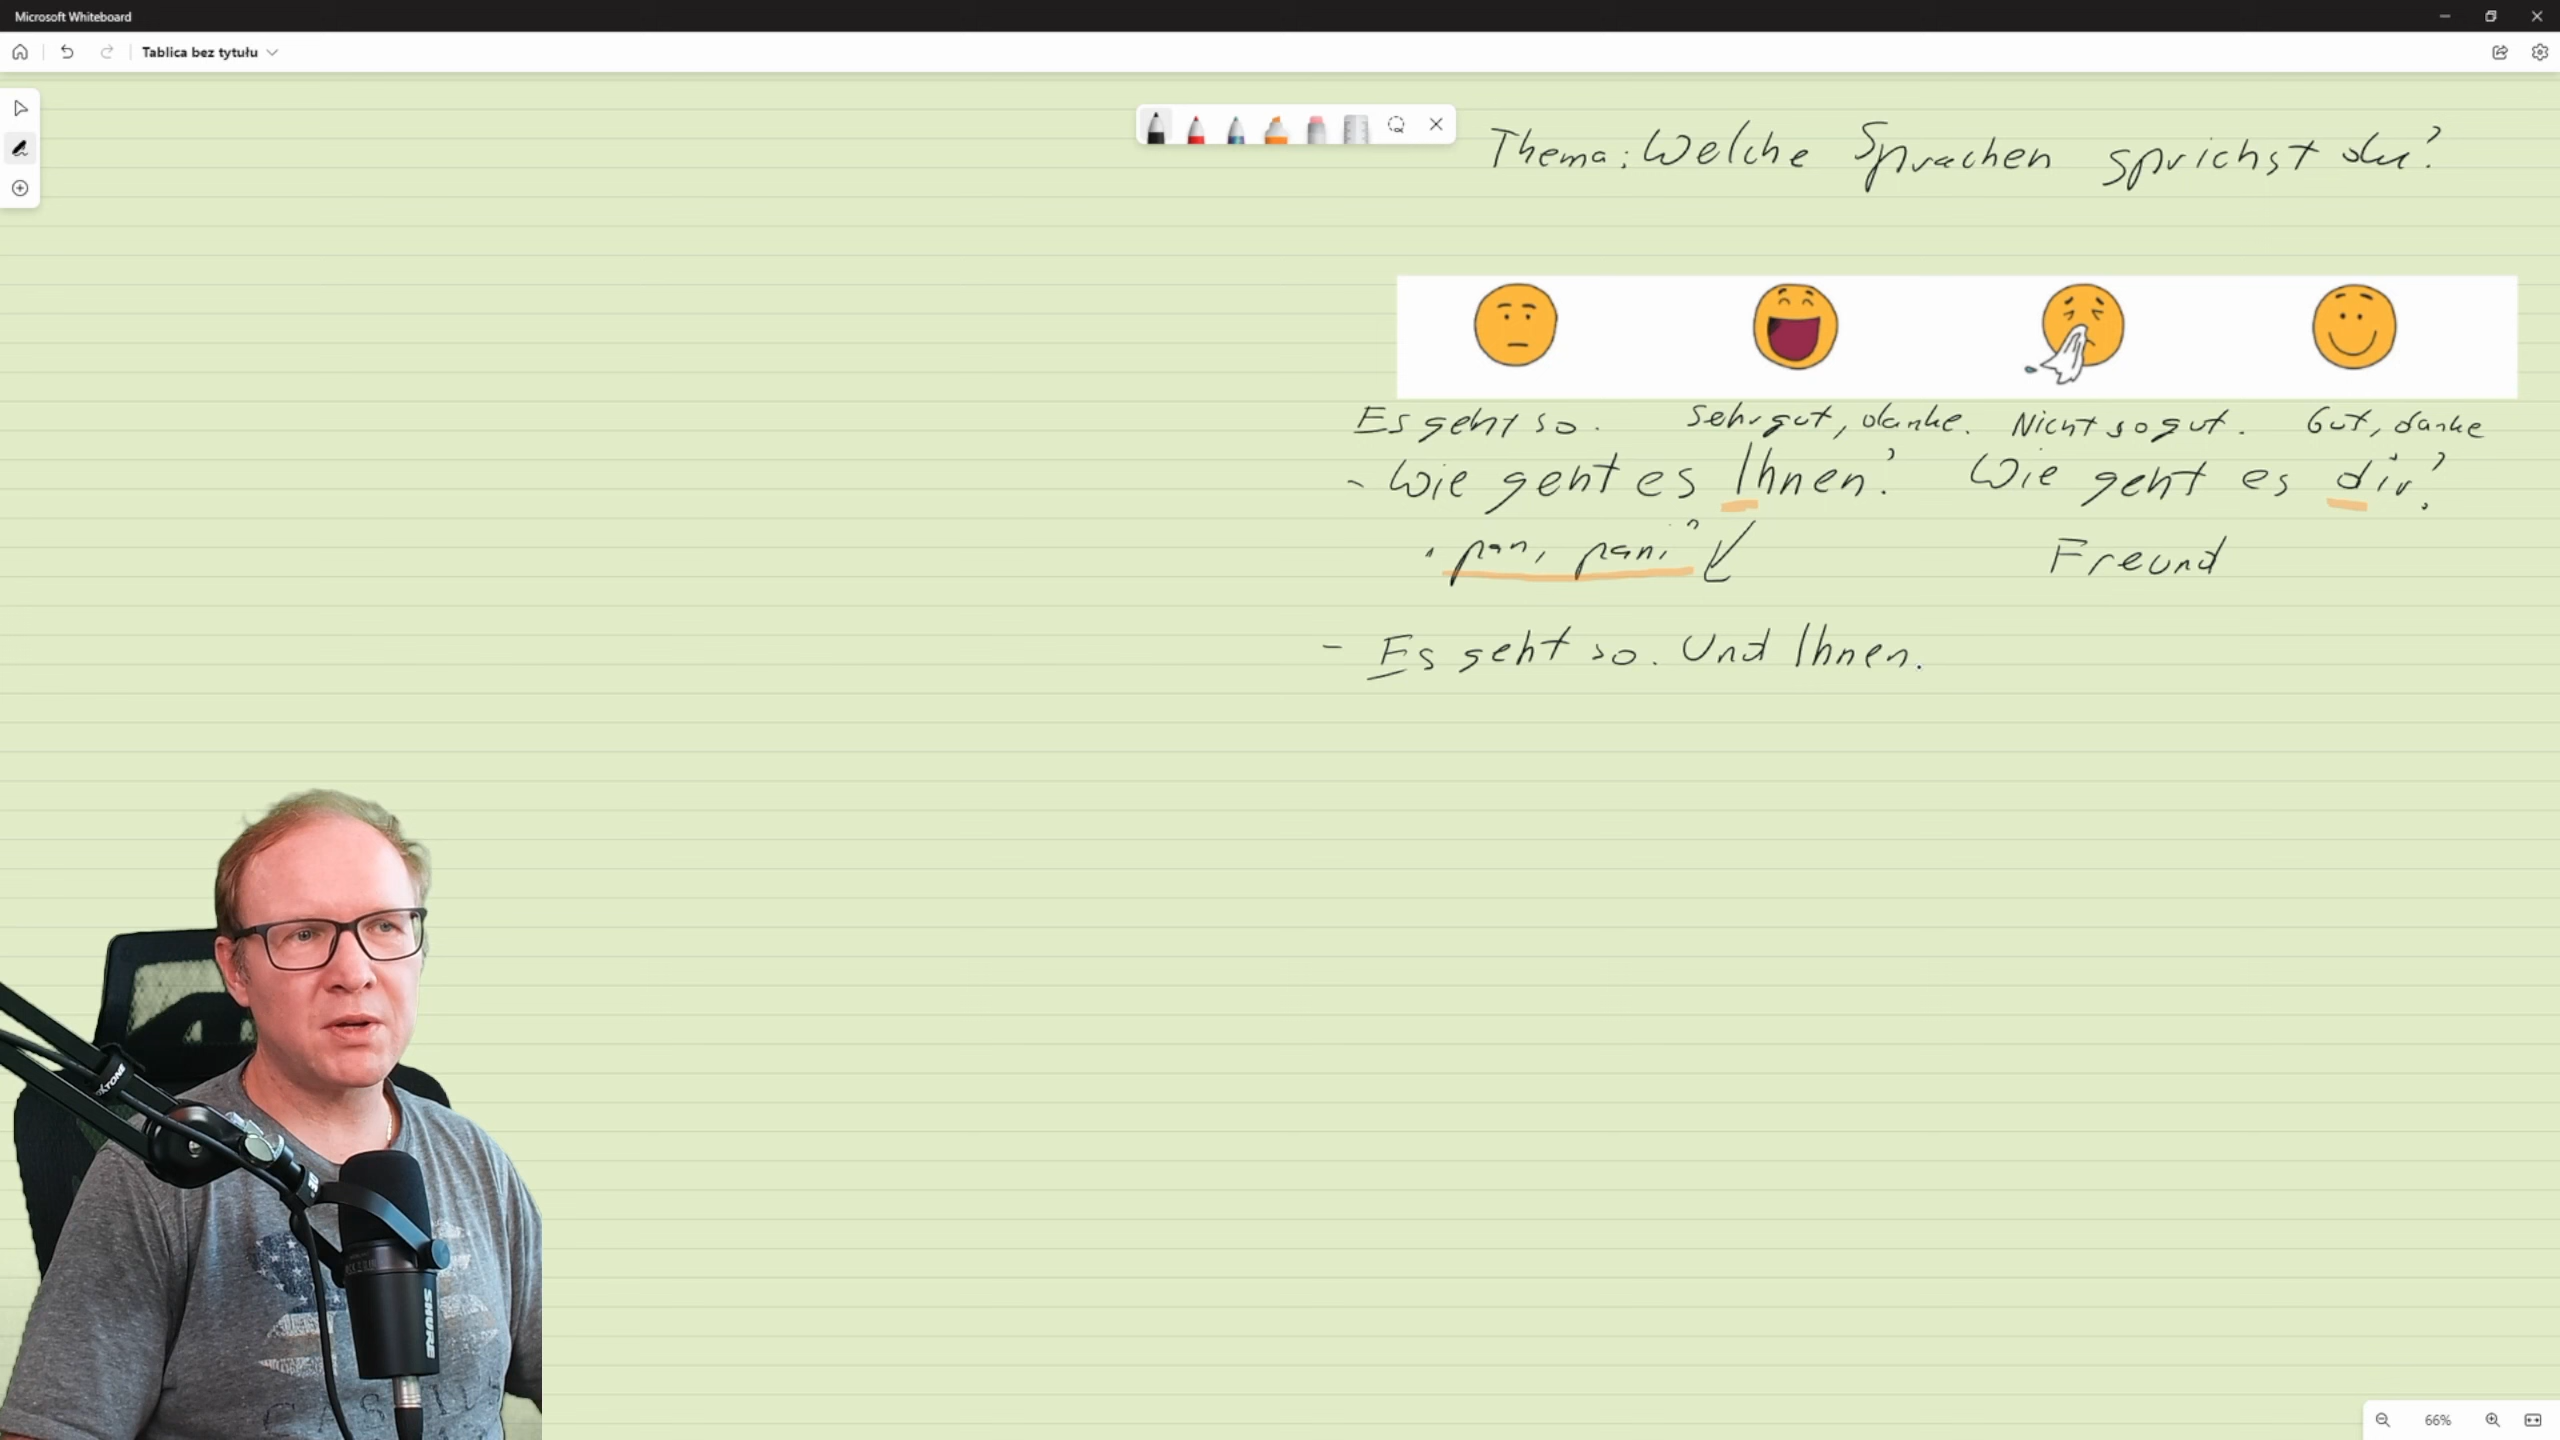 Microsoft Whiteboard
Tablica bez tytułu
Thema: Welche Sprachen sprichst du?
Es geht so. Sehr gut, danke. Nicht so gut. Gut, danke
- Wie geht es Ihnen? Wie geht es dir?
"pan, pani" Freund
- Es geht so. Und Ihnen.
SHURE
66%